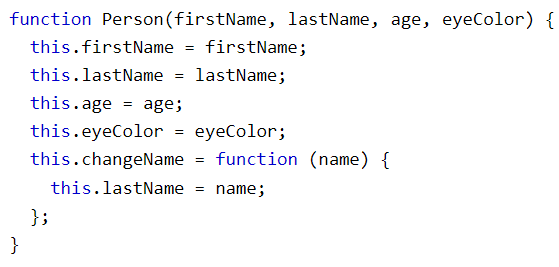 function Person(firstName, lastName, age, eyeColor) {
  this.firstName = firstName;
  this.lastName = lastName;
  this.age = age;
  this.eyeColor = eyeColor;
  this.changeName = function (name) {
    this.lastName = name;
  };
}